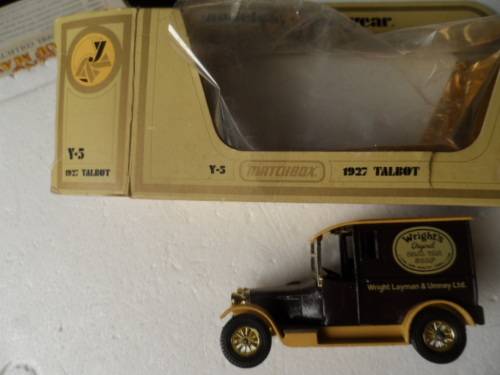 year.
y
Y-5
1927 TALBOT
Y-5 MATCHBOX 1927 TALBOT
Wright's
Original
COAL TAR
SOAP
Wright Layman & Umney Ltd.